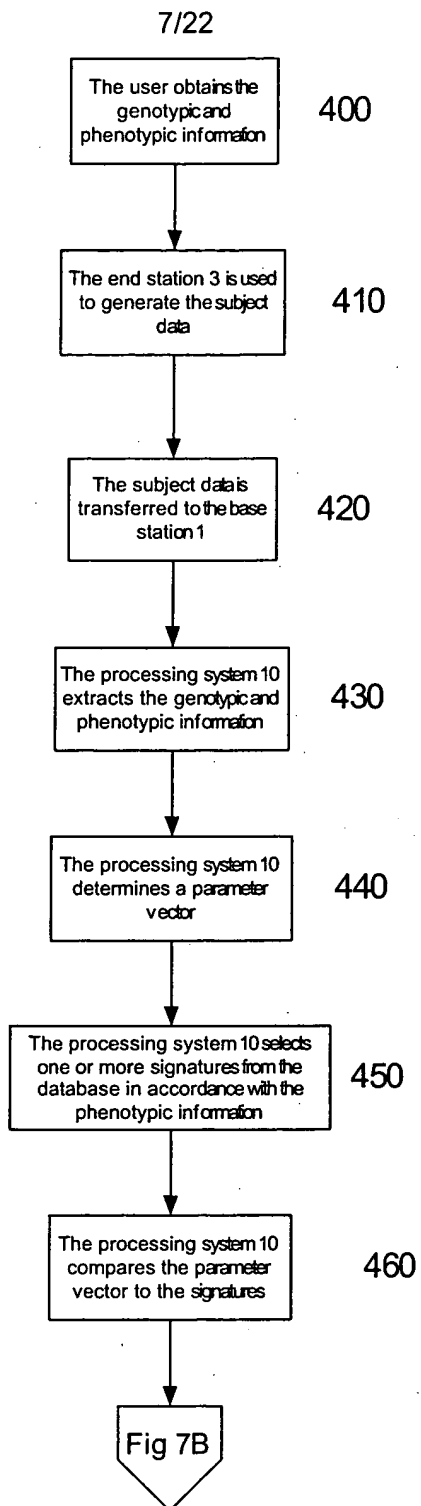 7/22
The user obtains the
genotypic and
phenotypic information
400
The end station 3 is used
to generate the subject
data
410
The subject data is
transferred to the base
station 1
420
The processing system 10
extracts the genotypic and
phenotypic information
430
The processing system 10
determines a parameter
vector
440
The processing system 10 selects
one or more signatures from the
database in accordance with the
phenotypic information
450
The processing system 10
compares the parameter
vector to the signatures
460
Fig 7B